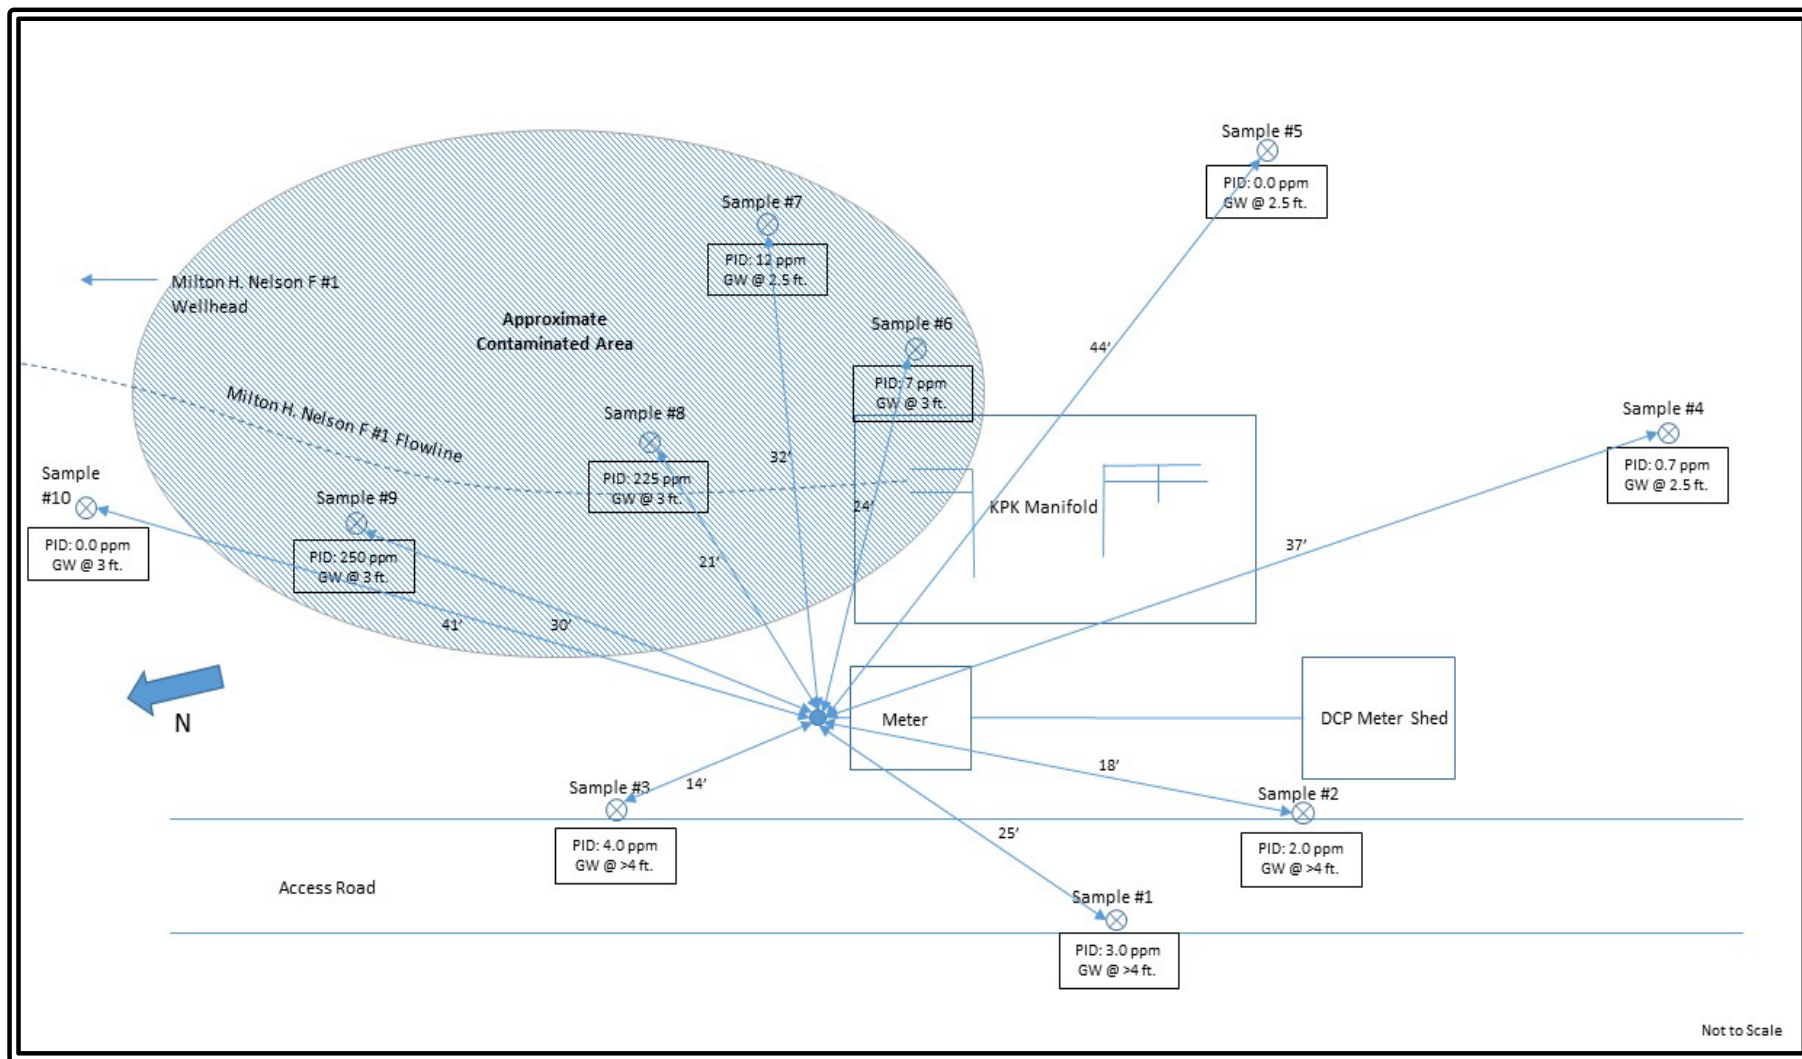 Sample #5
PID: 0.0 ppm
GW @ 2.5 ft.
Sample #7
PID: 12 ppm
GW @ 2.5 ft.
Milton H. Nelson F #1
Wellhead
Approximate
Contaminated Area
Sample #6
PID: 7 ppm
GW @ 3 ft.
44'
Milton H. Nelson F #1 Flowline
Sample #8
PID: 225 ppm
GW @ 3 ft.
Sample #4
PID: 0.7 ppm
GW @ 2.5 ft.
32'
Sample
#10
PID: 0.0 ppm
GW @ 3 ft.
Sample #9
PID: 250 ppm
GW @ 3 ft.
24'
KPK Manifold
21'
37'
41'
30'
N
Meter
DCP Meter Shed
18'
Sample #3
14'
PID: 4.0 ppm
GW @ >4 ft.
Sample #2
PID: 2.0 ppm
GW @ >4 ft.
25'
Access Road
Sample #1
PID: 3.0 ppm
GW @ >4 ft.
Not to Scale